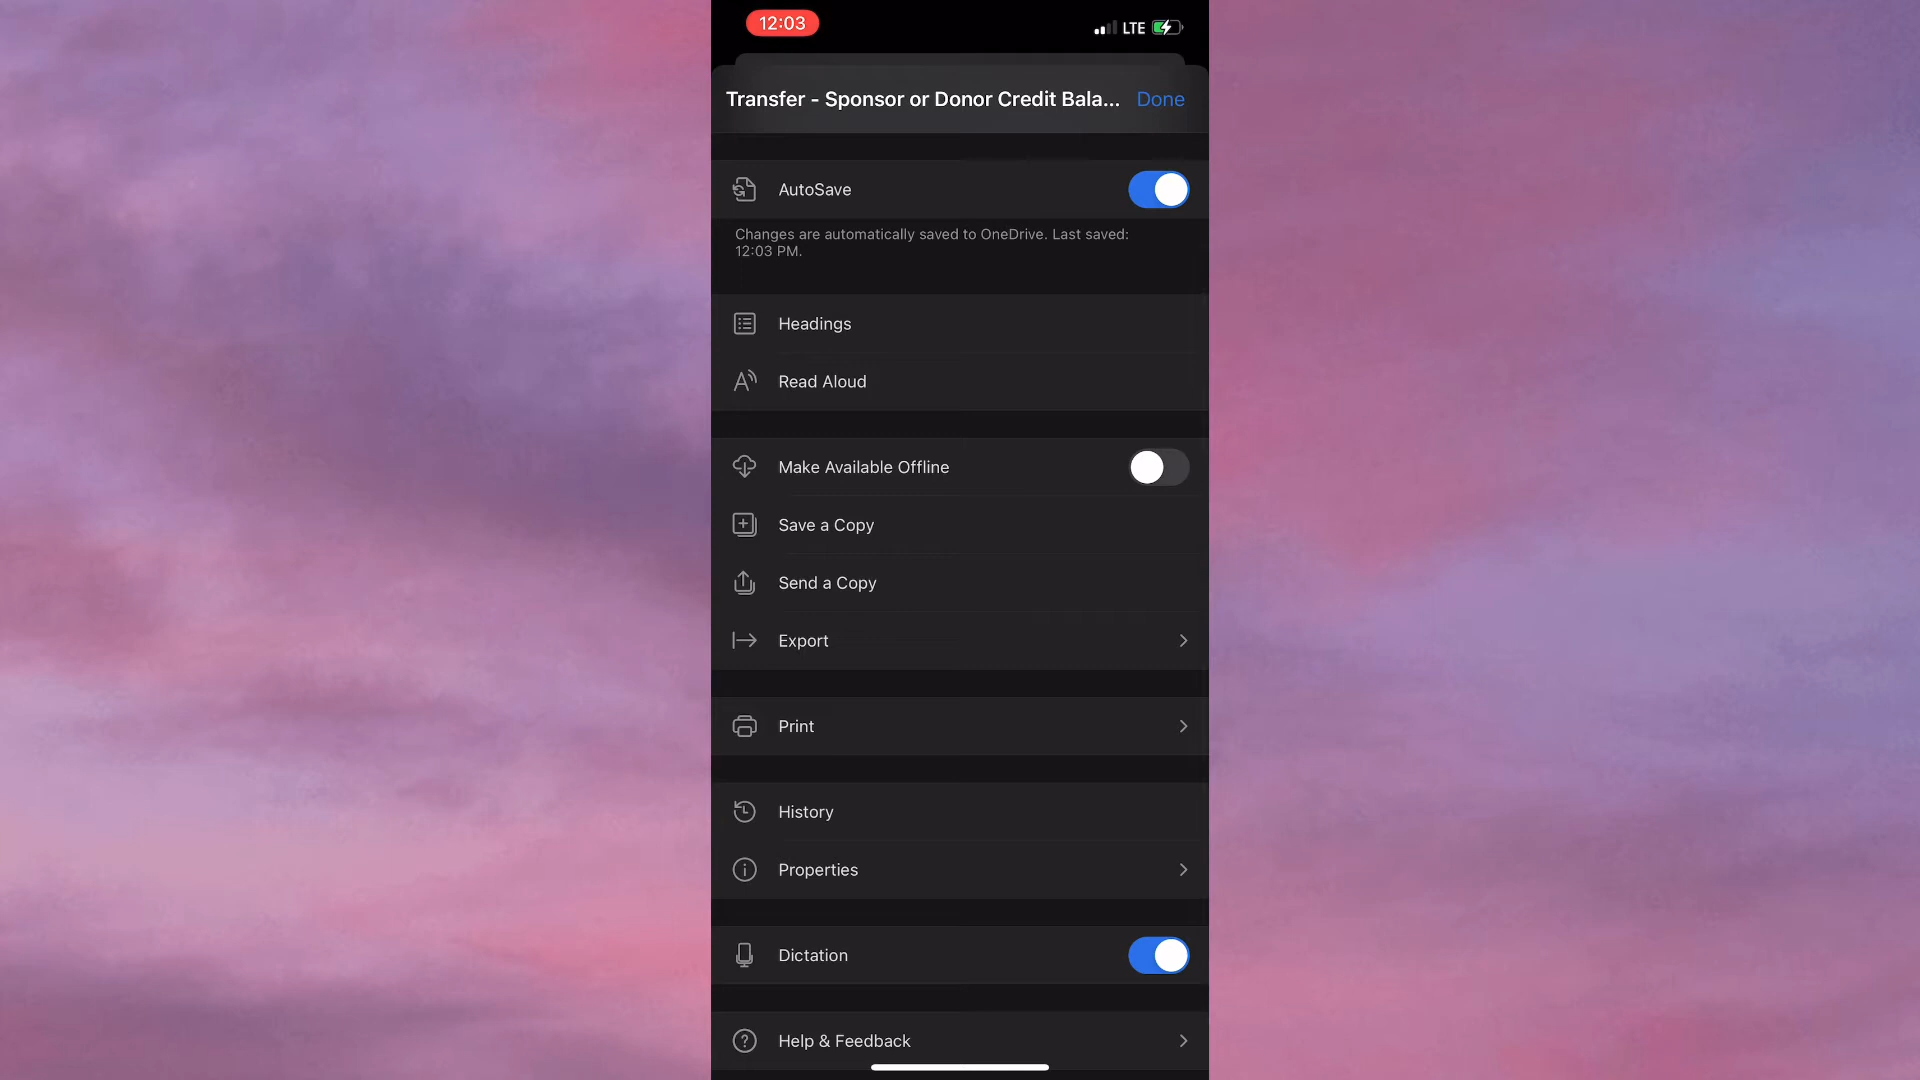 12:03
LTE
Transfer - Sponsor or Donor Credit Bala... Done
AutoSave
Changes are automatically saved to OneDrive. Last saved:
12:03 PM.
Headings
Read Aloud
Make Available Offline
Save a Copy
Send a Copy
Export
Print
History
Properties
Dictation
Help & Feedback